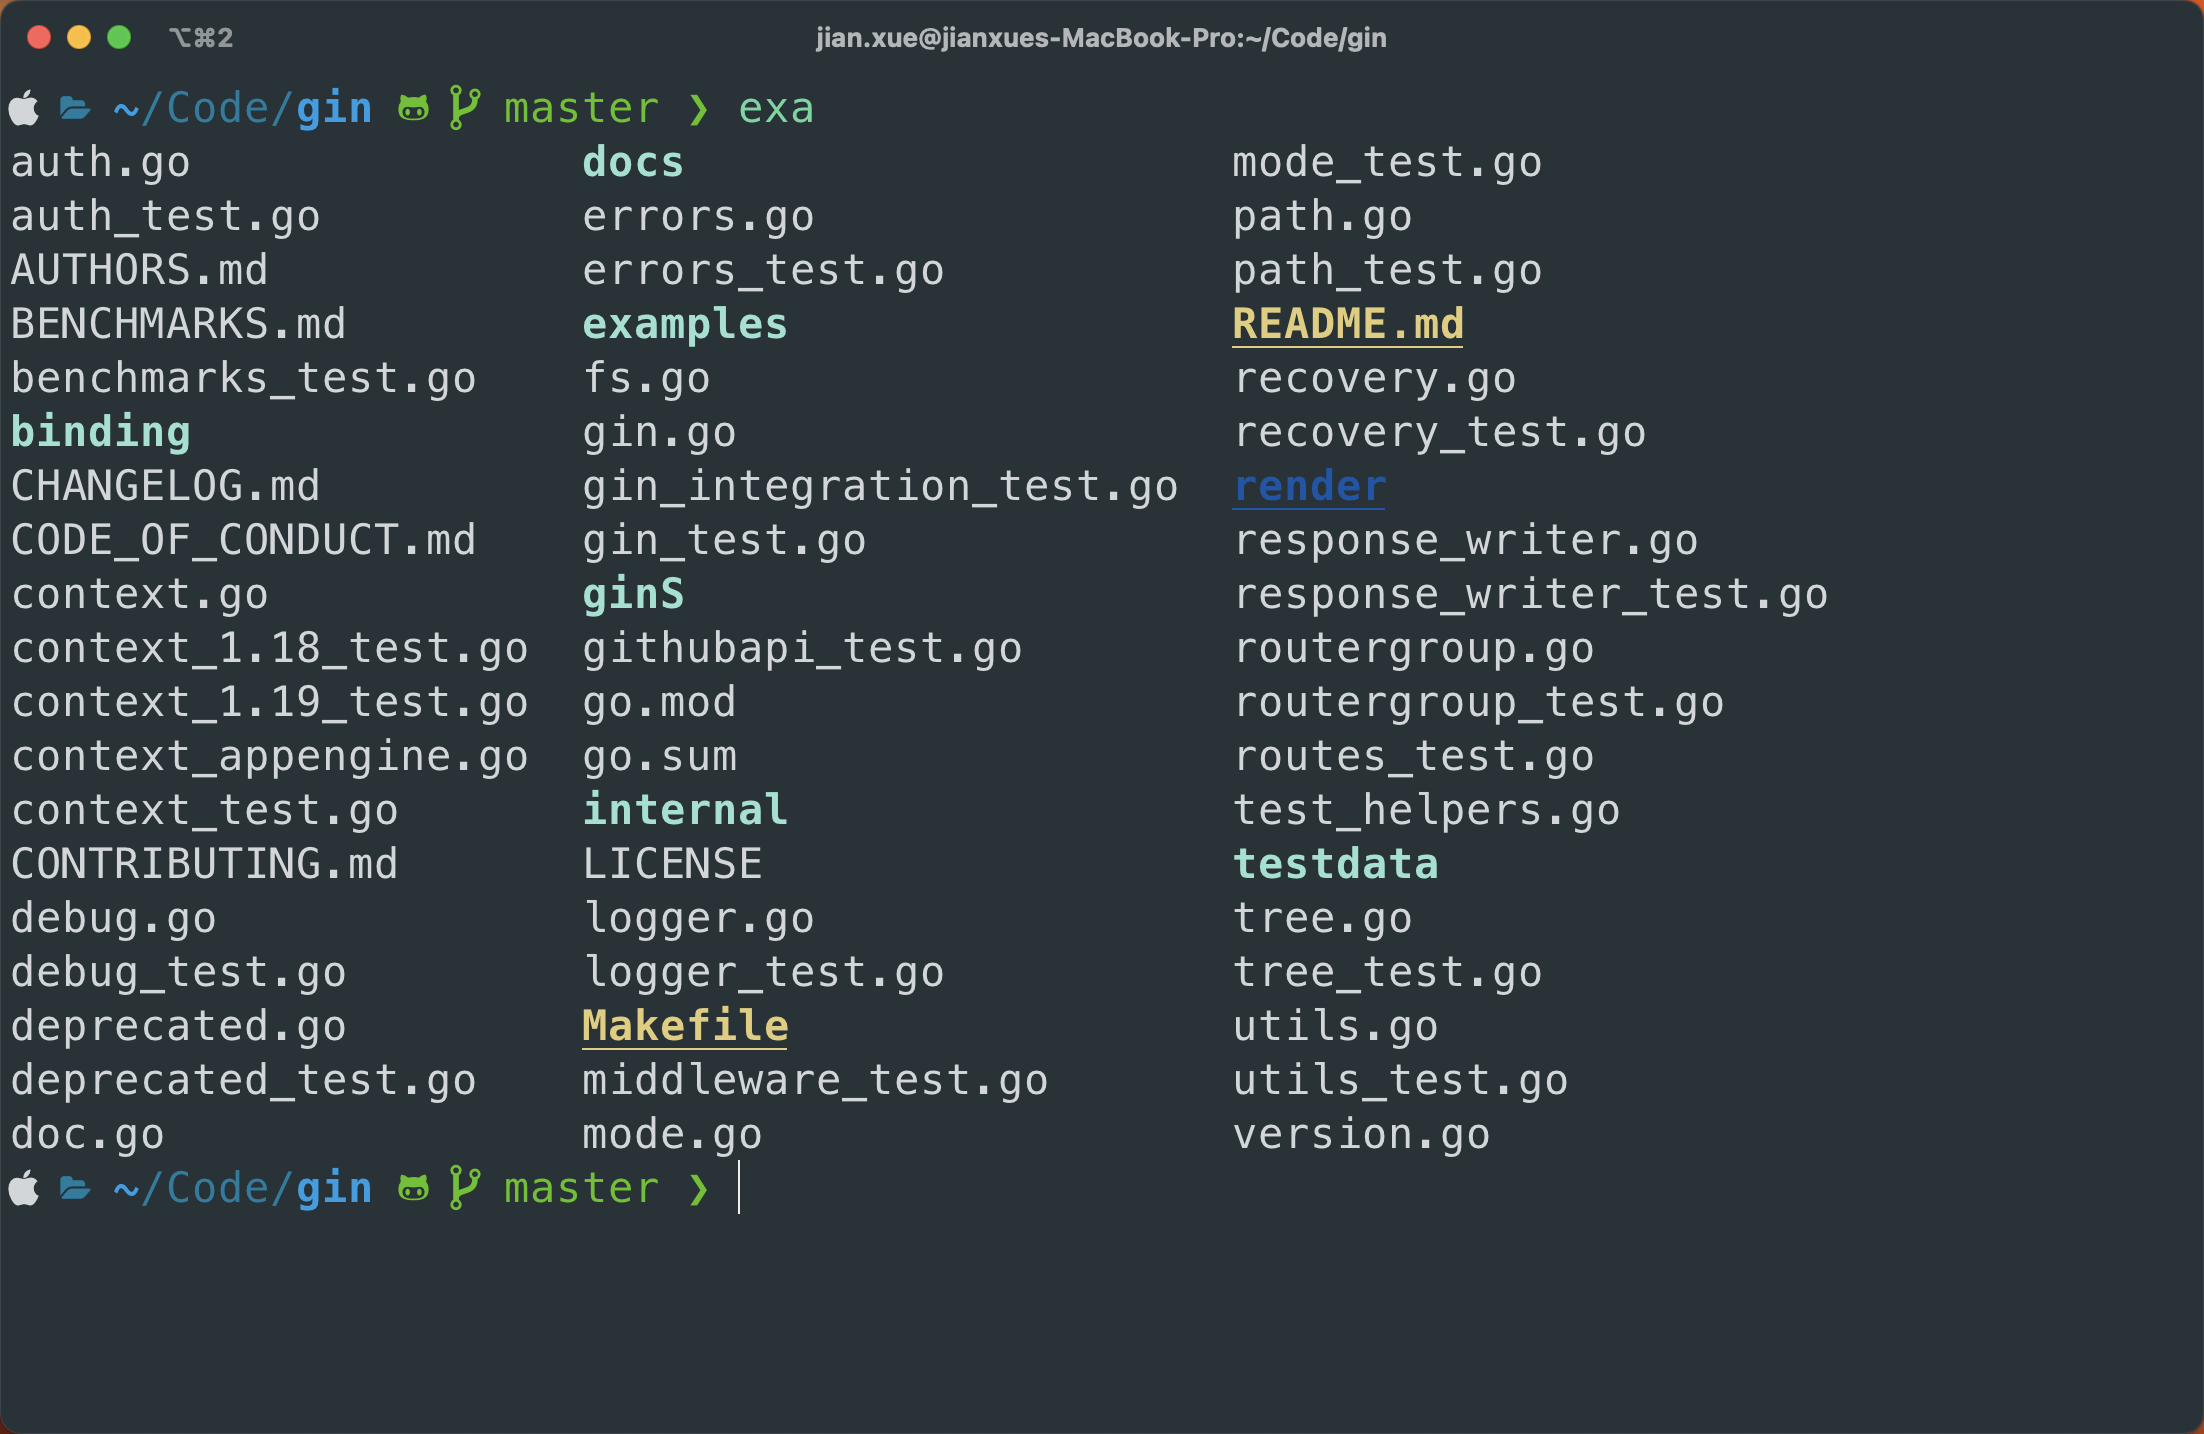 ⌥⌘2 jian.xue@jianxues-MacBook-Pro:~/Code/gin
~/Code/gin master ❯ exa
auth.go docs mode_test.go
auth_test.go errors.go path.go
AUTHORS.md errors_test.go path_test.go
BENCHMARKS.md examples README.md
benchmarks_test.go fs.go recovery.go
binding gin.go recovery_test.go
CHANGELOG.md gin_integration_test.go render
CODE_OF_CONDUCT.md gin_test.go response_writer.go
context.go ginS response_writer_test.go
context_1.18_test.go githubapi_test.go routergroup.go
context_1.19_test.go go.mod routergroup_test.go
context_appengine.go go.sum routes_test.go
context_test.go internal test_helpers.go
CONTRIBUTING.md LICENSE testdata
debug.go logger.go tree.go
debug_test.go logger_test.go tree_test.go
deprecated.go Makefile utils.go
deprecated_test.go middleware_test.go utils_test.go
doc.go mode.go version.go
~/Code/gin master ❯